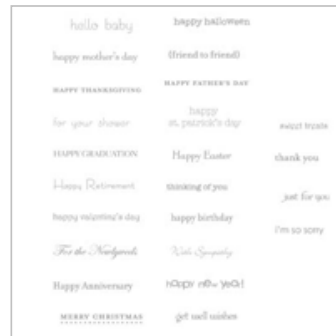 hello baby
happy halloween
happy mother's day
{friend to friend}
HAPPY THANKSGIVING
HAPPY FATHER'S DAY
for your shower
happy
st. patrick's day
sweet treats
HAPPY GRADUATION
Happy Easter
thank you
Happy Retirement
thinking of you
just for you
happy valentine's day
happy birthday
i'm so sorry
For the Newlyweds
With Sympathy
Happy Anniversary
happy new year!
MERRY CHRISTMAS
get well wishes